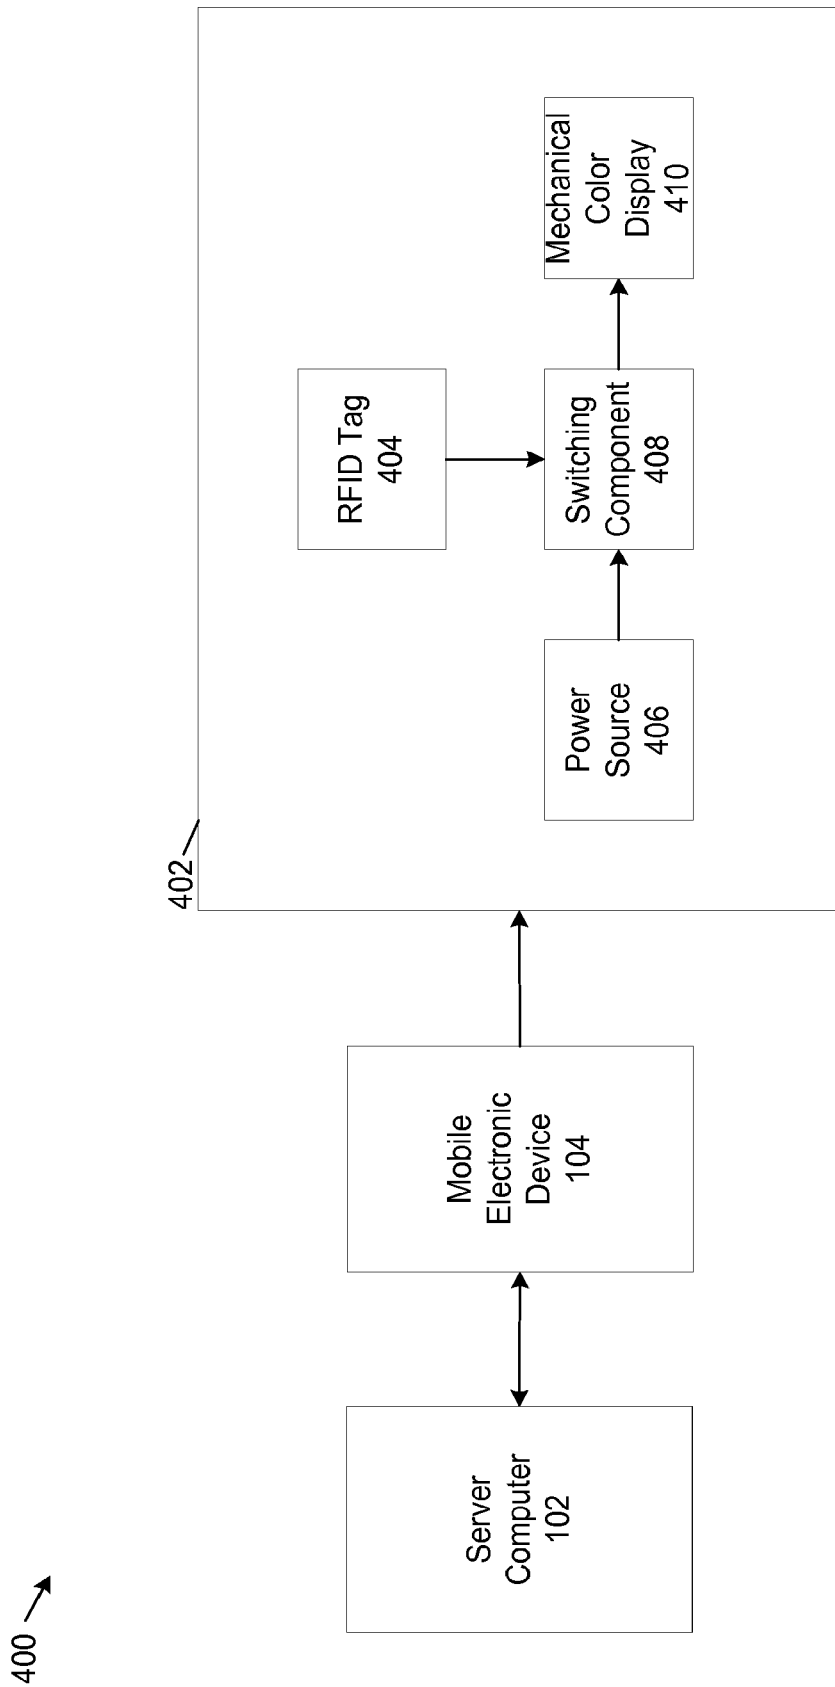 400
Server
Computer
102
Mobile
Electronic
Device
104
402
RFID Tag
404
Power
Source
406
Switching
Component
408
Mechanical
Color
Display
410